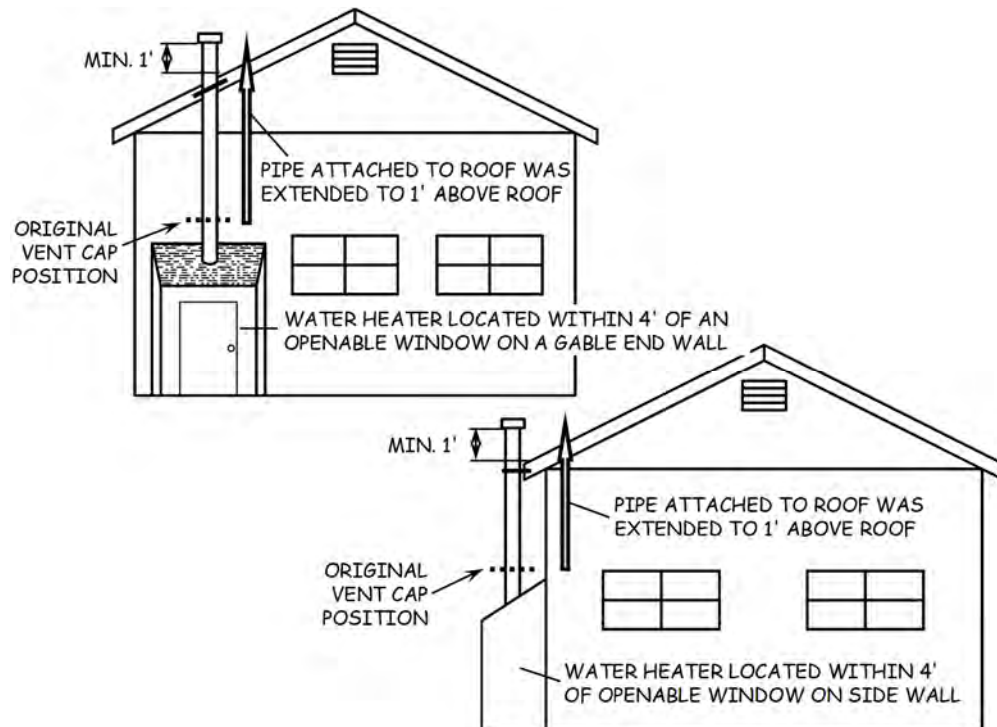 MIN. 1'
PIPE ATTACHED TO ROOF WAS
EXTENDED TO 1' ABOVE ROOF
ORIGINAL
VENT CAP
POSITION
WATER HEATER LOCATED WITHIN 4' OF AN
OPENABLE WINDOW ON A GABLE END WALL
MIN. 1'
PIPE ATTACHED TO ROOF WAS
EXTENDED TO 1' ABOVE ROOF
ORIGINAL
VENT CAP
POSITION
WATER HEATER LOCATED WITHIN 4'
OF OPENABLE WINDOW ON SIDE WALL